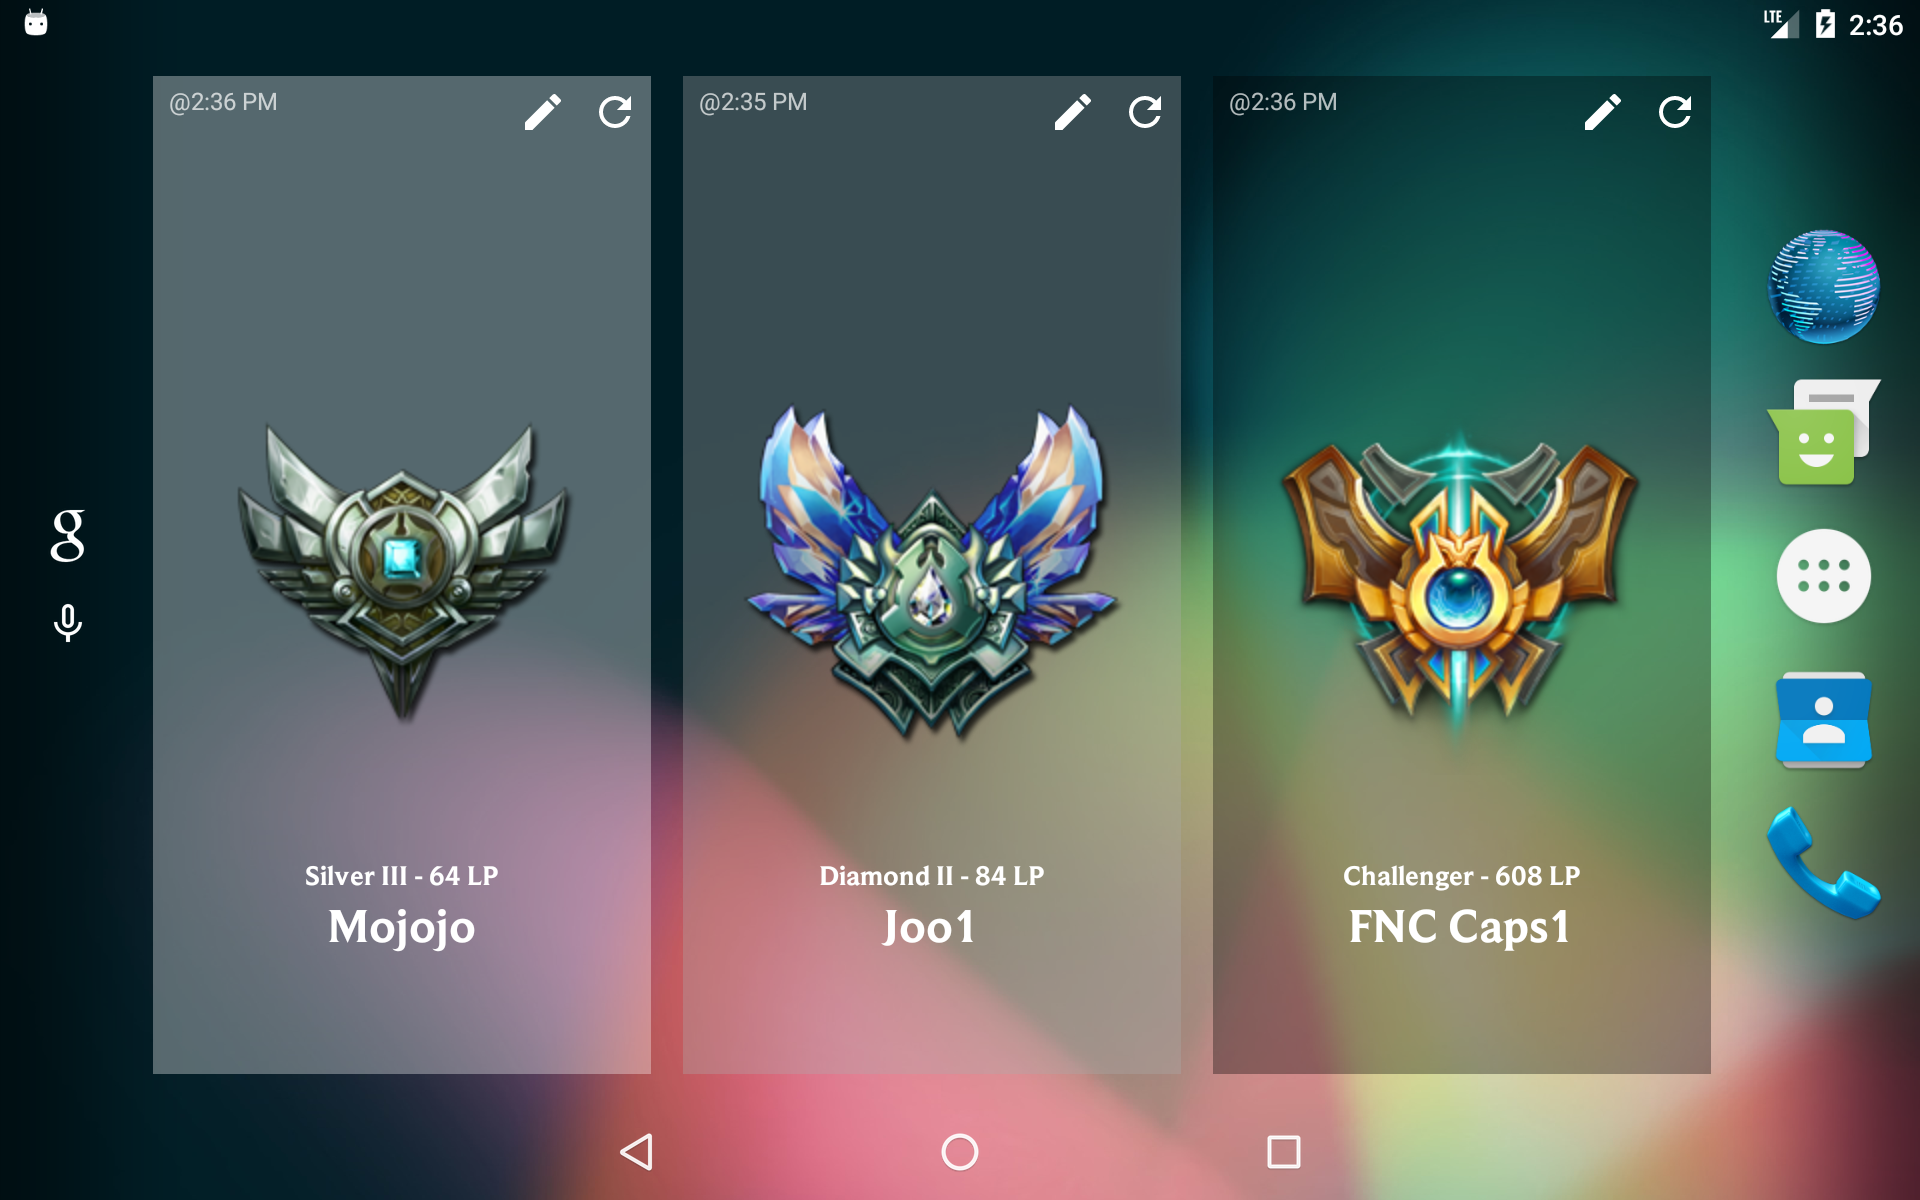 LTE 2:36
@2:36 PM
@2:35 PM
@2:36 PM
g
Silver III - 64 LP
Mojojo
Diamond II - 84 LP
Joo1
Challenger - 608 LP
FNC Caps1